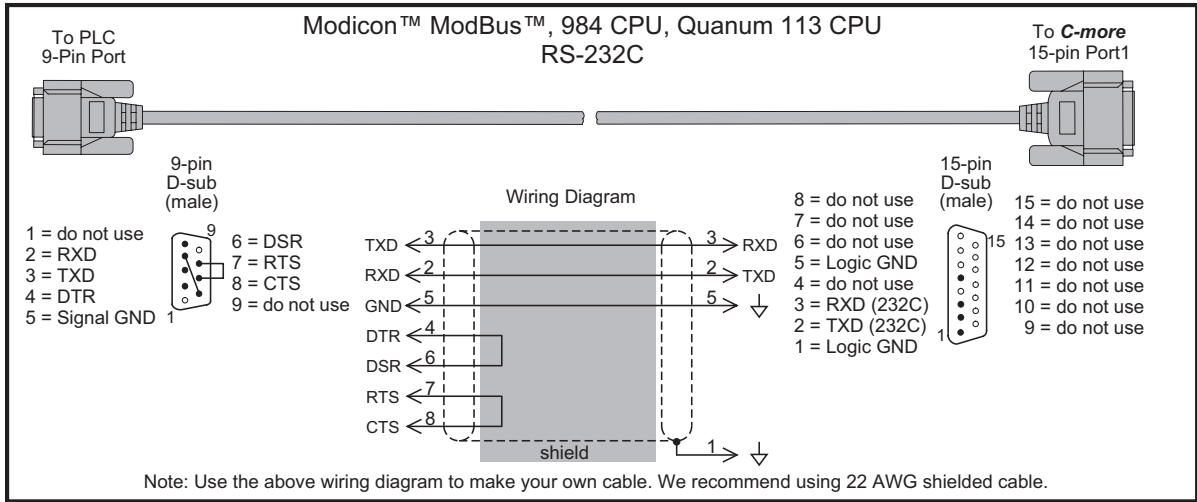 Modicon™ ModBus™, 984 CPU, Quanum 113 CPU
RS-232C
To PLC
9-Pin Port
To C-more
15-pin Port1
9-pin
D-sub
(male)
1 = do not use
2 = RXD
3 = TXD
4 = DTR
5 = Signal GND
9
1
6 = DSR
7 = RTS
8 = CTS
9 = do not use
Wiring Diagram
TXD 3 3 RXD
RXD 2 2 TXD
GND 5 5
DTR 4
DSR 6
RTS 7
CTS 8
shield
1
8 = do not use
7 = do not use
6 = do not use
5 = Logic GND
4 = do not use
3 = RXD (232C)
2 = TXD (232C)
1 = Logic GND
15-pin
D-sub
(male)
15
1
15 = do not use
14 = do not use
13 = do not use
12 = do not use
11 = do not use
10 = do not use
9 = do not use
Note: Use the above wiring diagram to make your own cable. We recommend using 22 AWG shielded cable.